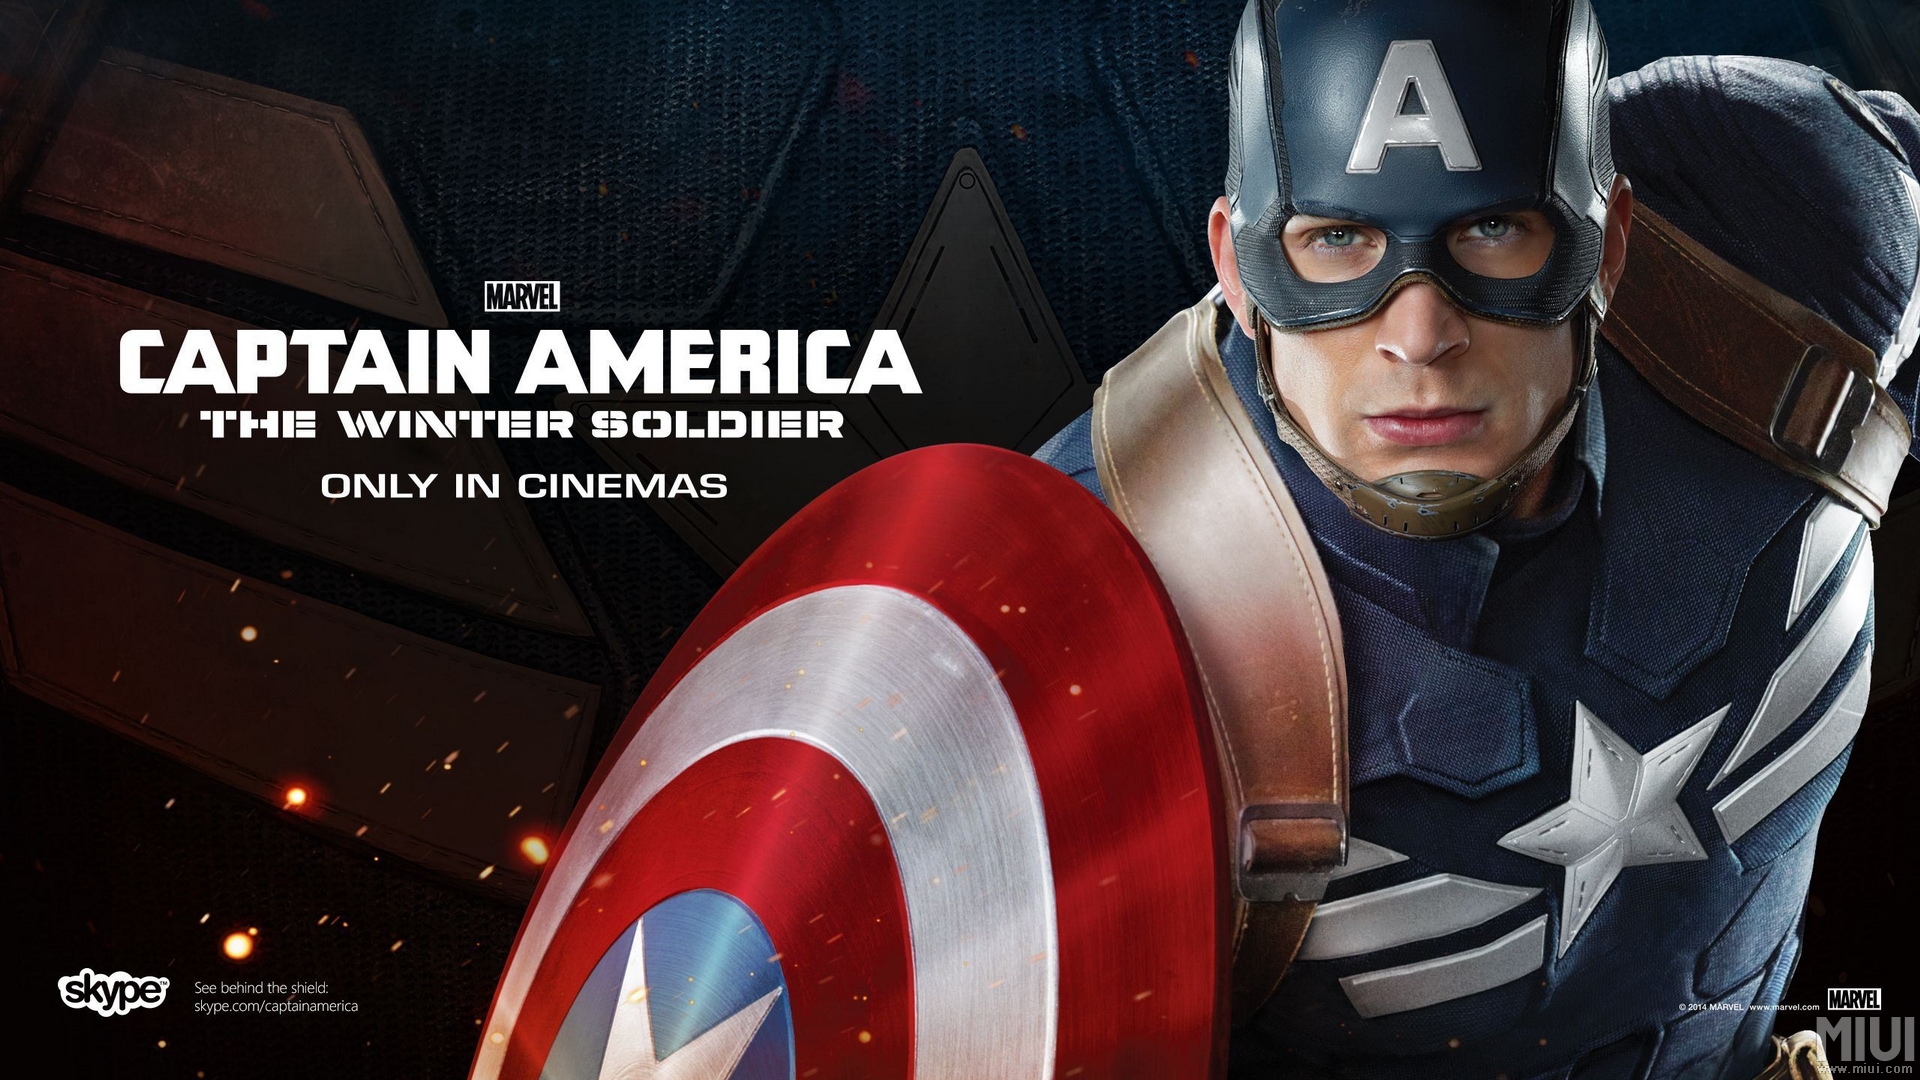 MARVEL
CAPTAIN AMERICA
THE WINTER SOLDIER
ONLY IN CINEMAS
A
skype™
See behind the shield:
skype.com/captainamerica
© 2014 MARVEL www.marvel.com
MARVEL
MIUI
www.miui.com